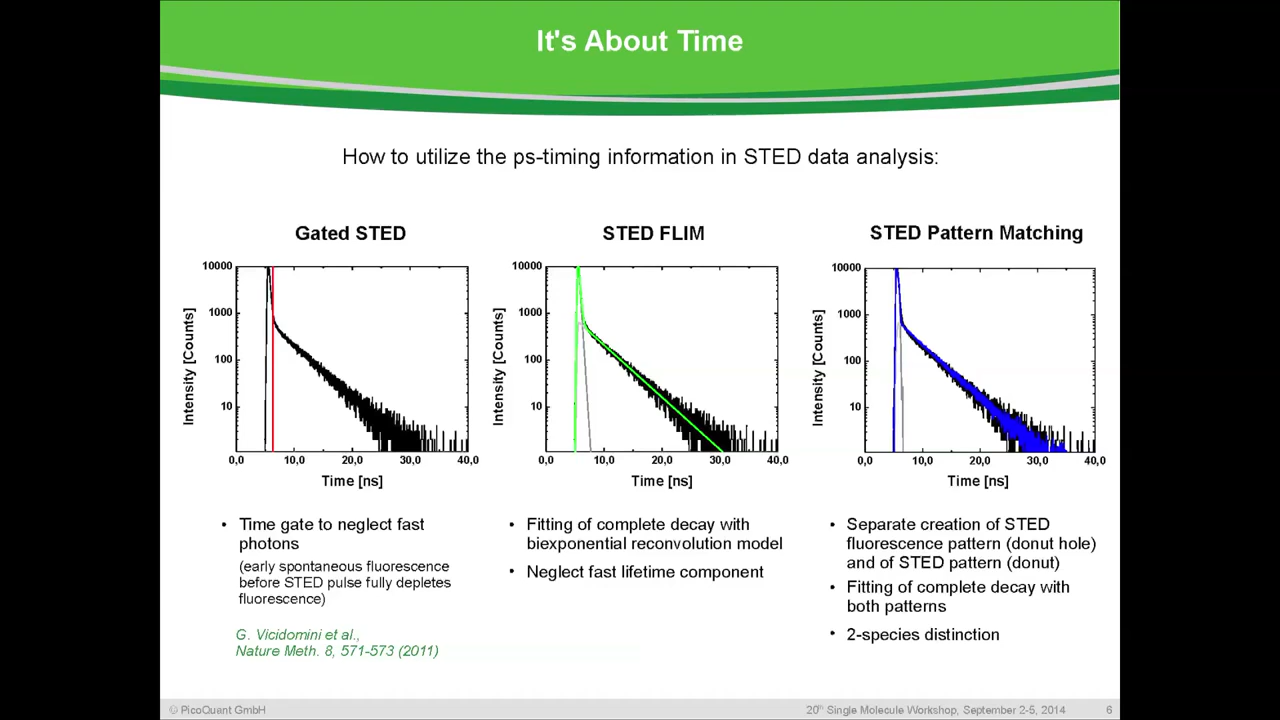 It's About Time
How to utilize the ps-timing information in STED data analysis:
Gated STED
10000
1000
100
10
Intensity [Counts]
0,0 10,0 20,0 30,0 40,0
Time [ns]
• Time gate to neglect fast
photons
(early spontaneous fluorescence
before STED pulse fully depletes
fluorescence)
G. Vicidomini et al.,
Nature Meth. 8, 571-573 (2011)
STED FLIM
10000
1000
100
10
Intensity [Counts]
0,0 10,0 20,0 30,0 40,0
Time [ns]
• Fitting of complete decay with
biexponential reconvolution model
• Neglect fast lifetime component
STED Pattern Matching
10000
1000
100
10
Intensity [Counts]
0,0 10,0 20,0 30,0 40,0
Time [ns]
• Separate creation of STED
fluorescence pattern (donut hole)
and of STED pattern (donut)
• Fitting of complete decay with
both patterns
• 2-species distinction
© PicoQuant GmbH
20th Single Molecule Workshop, September 2-5, 2014
6